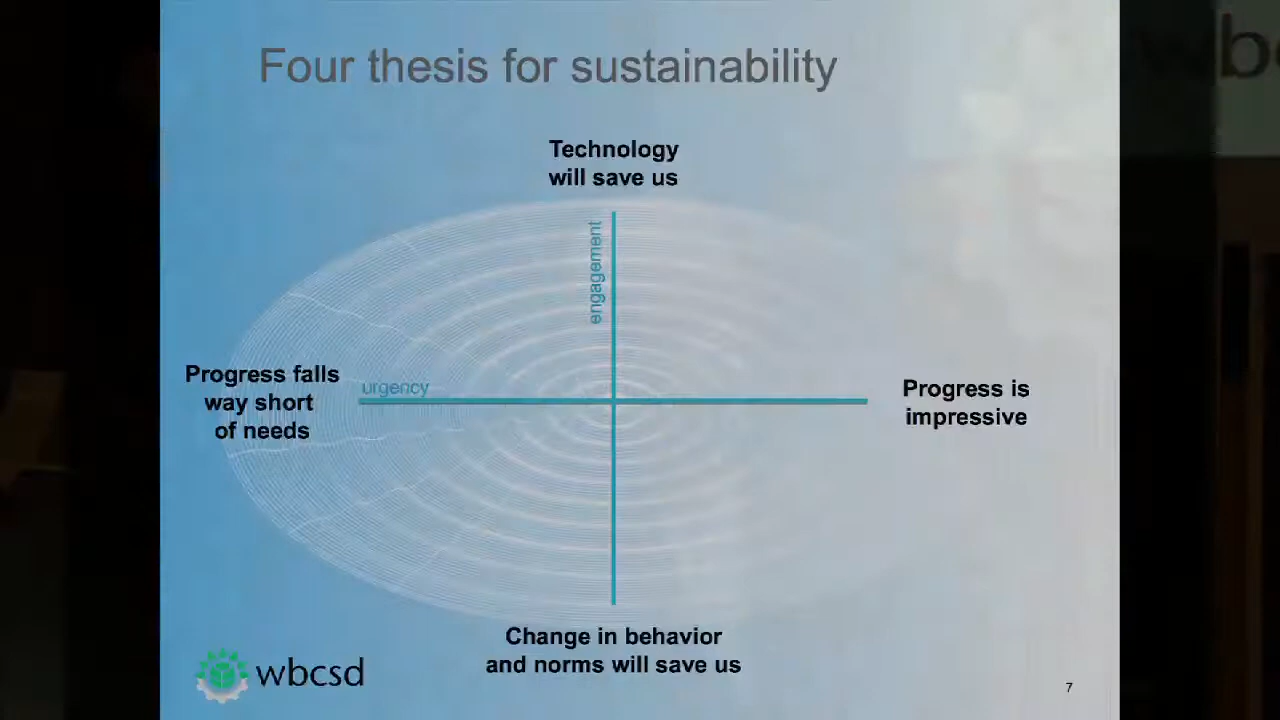 Four thesis for sustainability
Technology
will save us
engagement
urgency
Progress falls
way short
of needs
Progress is
impressive
Change in behavior
and norms will save us
wbcsd
7
wb